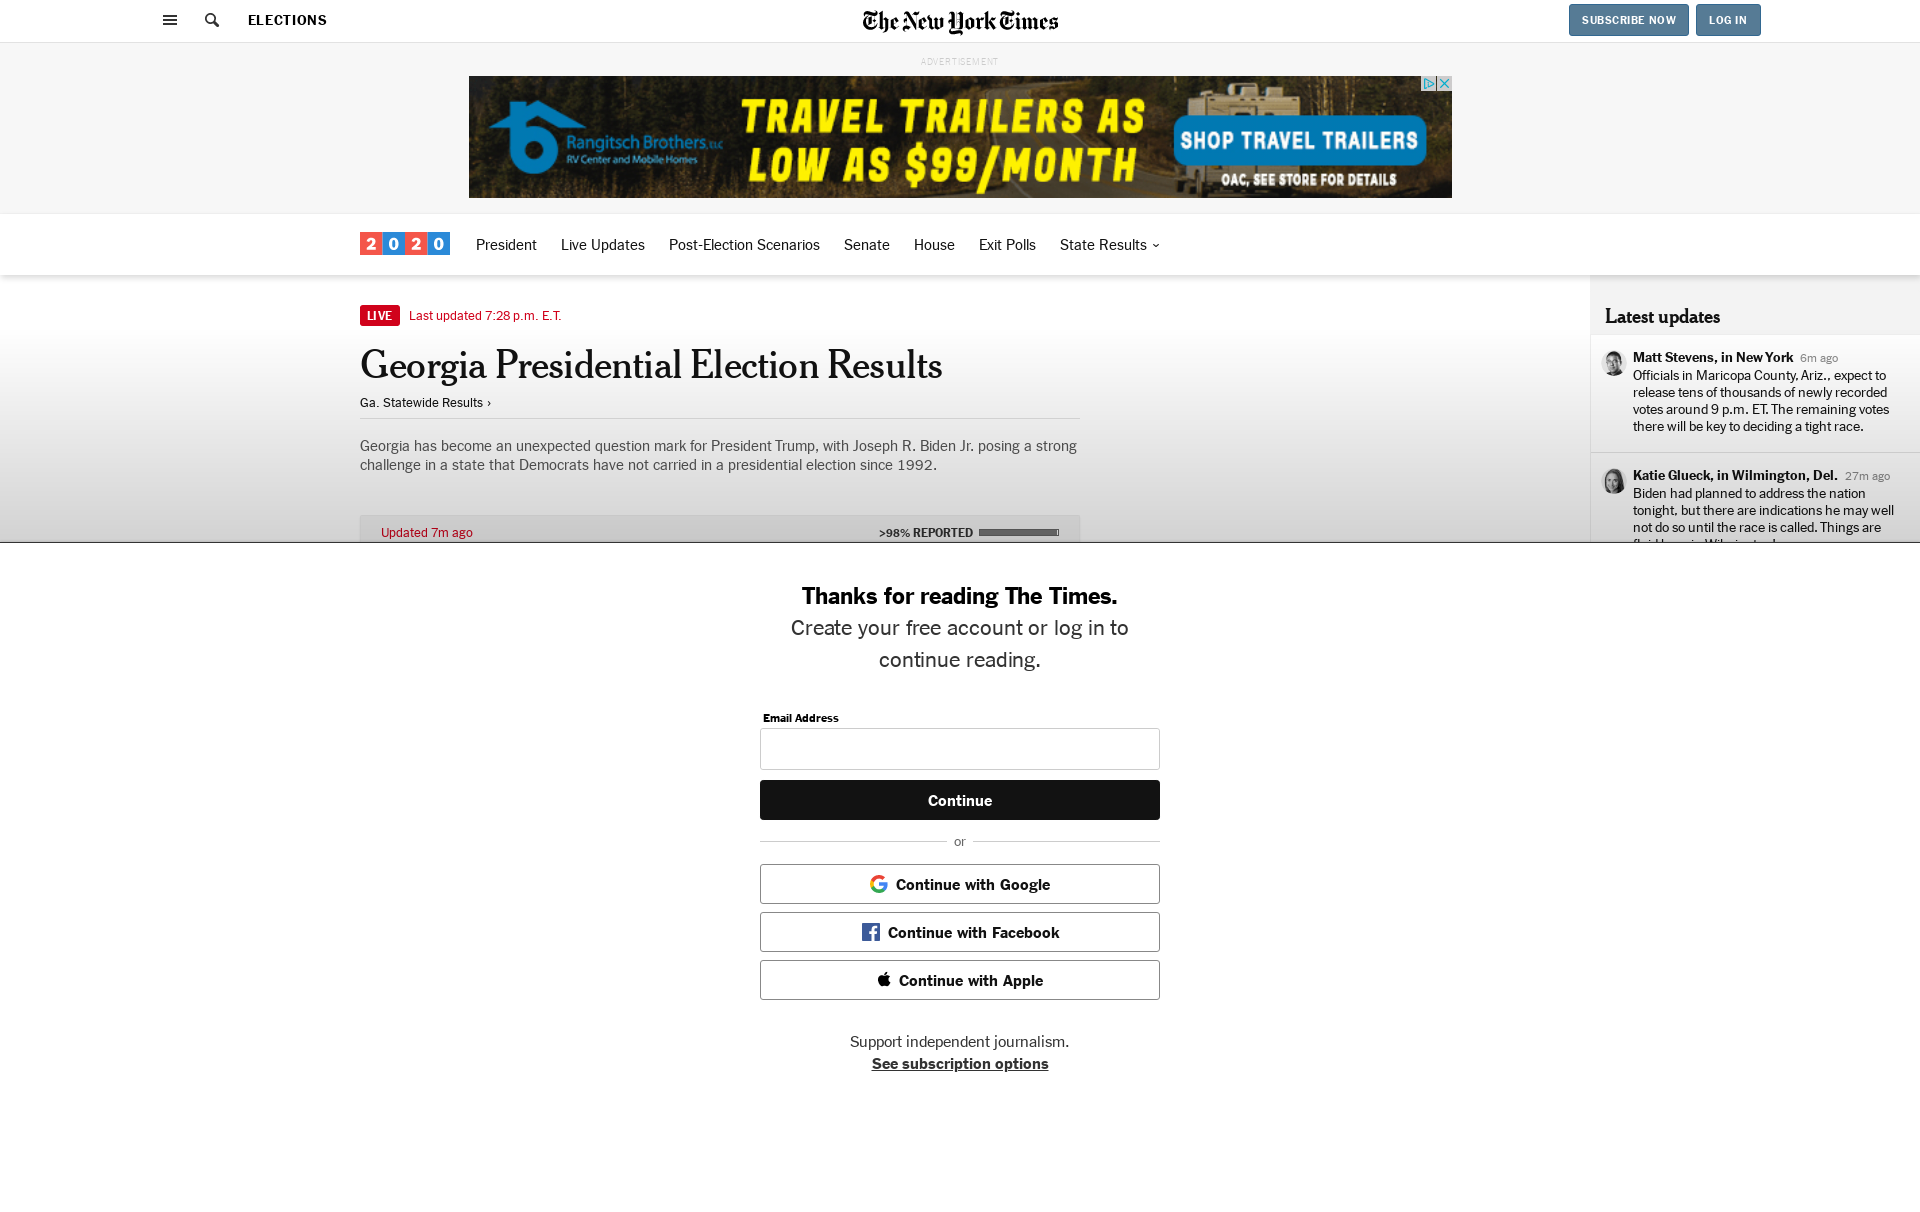 ELECTIONS
The New York Times
SUBSCRIBE NOW
LOG IN
ADVERTISEMENT
Rangitsch Brothers, LLC
RV Center and Mobile Homes
TRAVEL TRAILERS AS
LOW AS $99/MONTH
SHOP TRAVEL TRAILERS
OAC, SEE STORE FOR DETAILS
2020 President Live Updates Post-Election Scenarios Senate House Exit Polls State Results
LIVE Last updated 7:28 p.m. E.T.
Georgia Presidential Election Results
Ga. Statewide Results ›
Georgia has become an unexpected question mark for President Trump, with Joseph R. Biden Jr. posing a strong
challenge in a state that Democrats have not carried in a presidential election since 1992.
Updated 7m ago
>98% REPORTED
Latest updates
Matt Stevens, in New York 6m ago
Officials in Maricopa County, Ariz., expect to
release tens of thousands of newly recorded
votes around 9 p.m. ET. The remaining votes
there will be key to deciding a tight race.
Katie Glueck, in Wilmington, Del. 27m ago
Biden had planned to address the nation
tonight, but there are indications he may well
not do so until the race is called. Things are
Thanks for reading The Times.
Create your free account or log in to
continue reading.
Email Address
Continue
or
Continue with Google
Continue with Facebook
Continue with Apple
Support independent journalism.
See subscription options